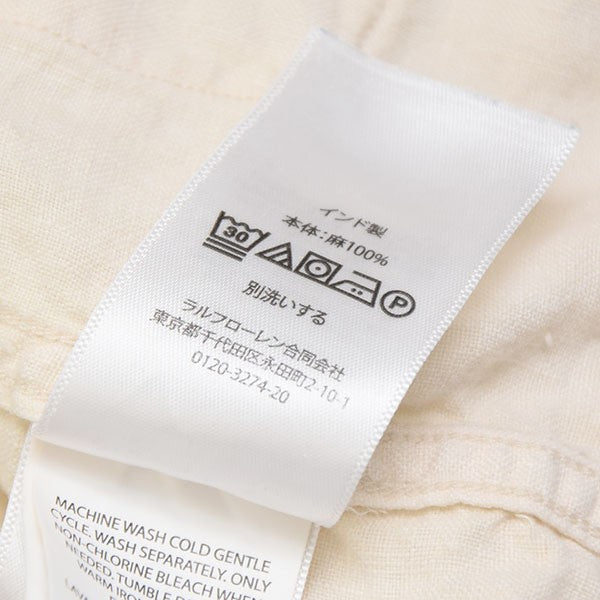 インド製
本体:麻100%
30 P
別洗いする
ラルフローレン合同会社
東京都千代田区永田町2-10-1
0120-3274-20
MACHINE WASH COLD GENTLE
CYCLE. WASH SEPARATELY. ONLY
NON-CHLORINE BLEACH WHEN
NEEDED. TUMBLE
WARM IRON